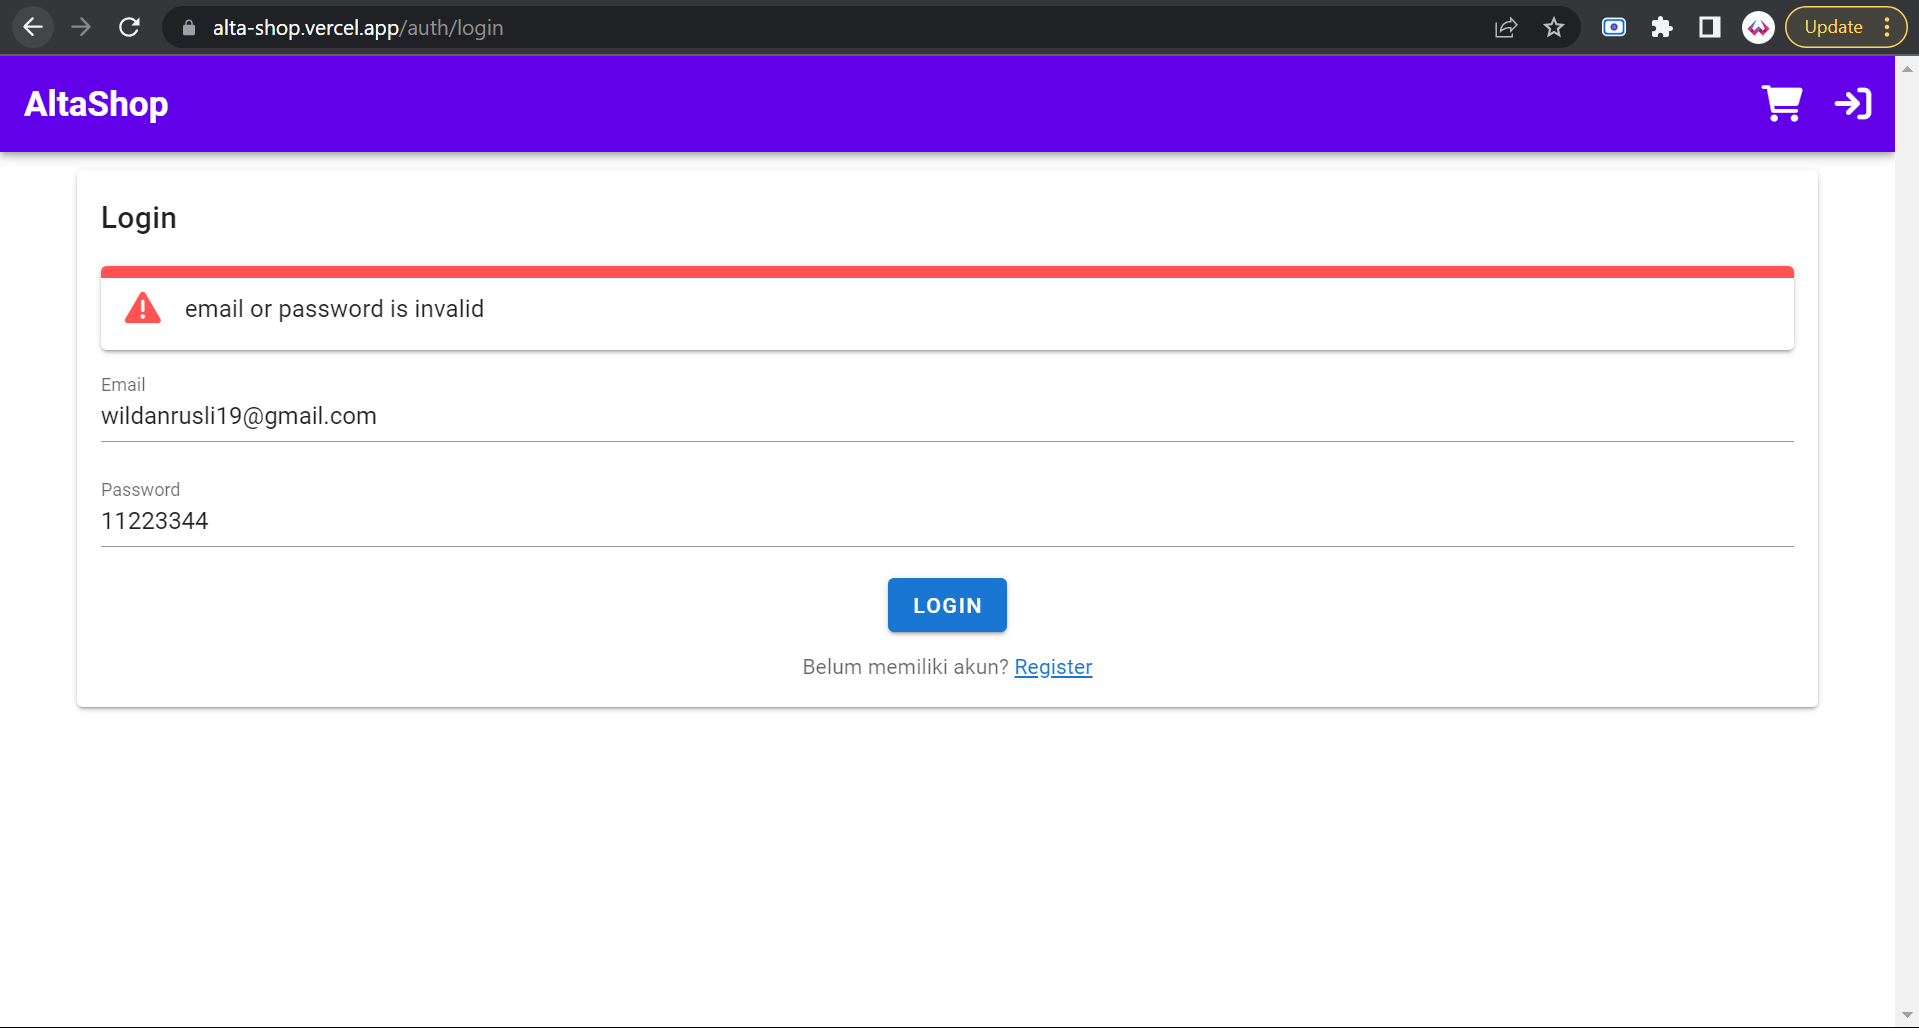 alta-shop.vercel.app/auth/login
Update
AltaShop
Login
email or password is invalid
Email
wildanrusli19@gmail.com
Password
11223344
LOGIN
Belum memiliki akun? Register